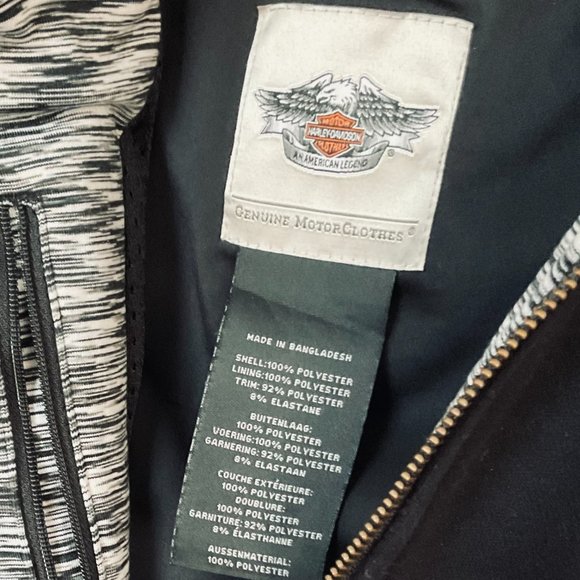 MOTOR
HARLEY-DAVIDSON
CLOTHES
AN AMERICAN LEGEND
®
GENUINE MOTORCLOTHES®
MADE IN BANGLADESH
SHELL:100% POLYESTER
LINING:100% POLYESTER
TRIM: 92% POLYESTER
8% ELASTANE
BUITENLAAG:
100% POLYESTER
VOERING:100% POLYESTER
GARNERING: 92% POLYESTER
8% ELASTAAN
COUCHE EXTÉRIEURE:
100% POLYESTER
DOUBLURE:
100% POLYESTER
GARNITURE: 92% POLYESTER
8% ÉLASTHANNE
AUSSENMATERIAL:
100% POLYESTER